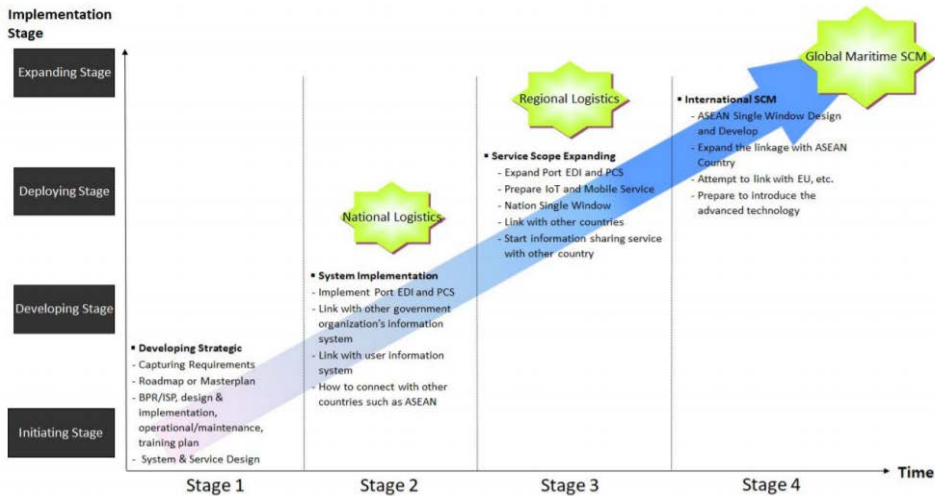 Implementation
Stage
Expanding Stage
Deploying Stage
Developing Stage
Initiating Stage
▪ Developing Strategic
- Capturing Requirements
- Roadmap or Masterplan
- BPR/ISP, design &
implementation,
operational/maintenance,
training plan
- System & Service Design
National Logistics
▪ System Implementation
- Implement Port EDI and PCS
- Link with other government
organization's information
system
- Link with user information
system
- How to connect with other
countries such as ASEAN
Regional Logistics
▪ Service Scope Expanding
- Expand Port EDI and PCS
- Prepare IoT and Mobile Service
- Nation Single Window
- Link with other countries
- Start information sharing service
with other country
Global Maritime SCM
▪ International SCM
- ASEAN Single Window Design
and Develop
- Expand the linkage with ASEAN
Country
- Attempt to link with EU, etc.
- Prepare to introduce the
advanced technology
Time
Stage 1
Stage 2
Stage 3
Stage 4